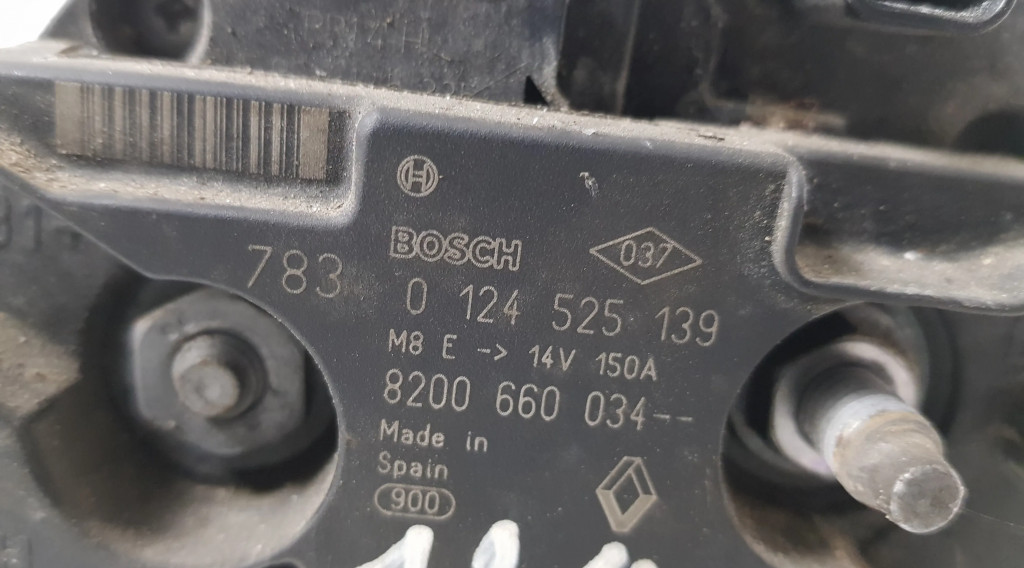 BOSCH
037
783
0 124 525 139
M8 E -> 14V 150A
8200 660 034--
Made in
Spain
900